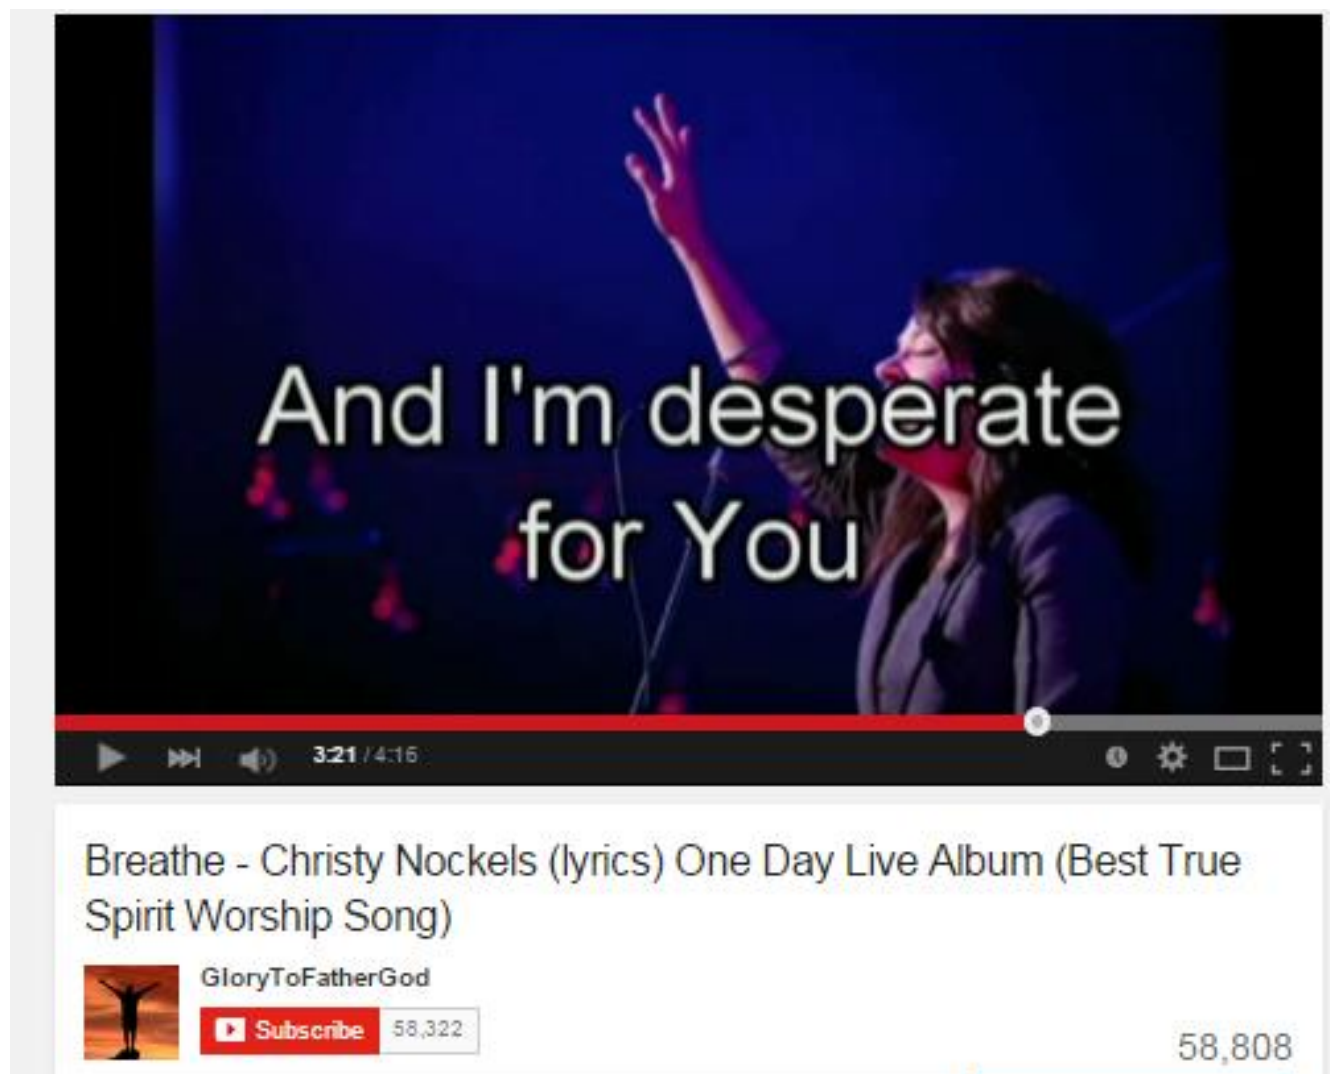 And I'm desperate
for You
3:21 / 4:15
Breathe - Christy Nockels (lyrics) One Day Live Album (Best True
Spirit Worship Song)
GloryToFatherGod
Subscribe 58,322
58,808